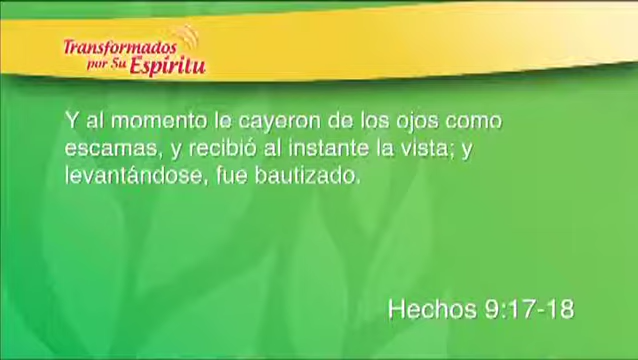 Transformados
por Su Espíritu
Y al momento le cayeron de los ojos como
escamas, y recibió al instante la vista; y
levantándose, fue bautizado.
Hechos 9:17-18